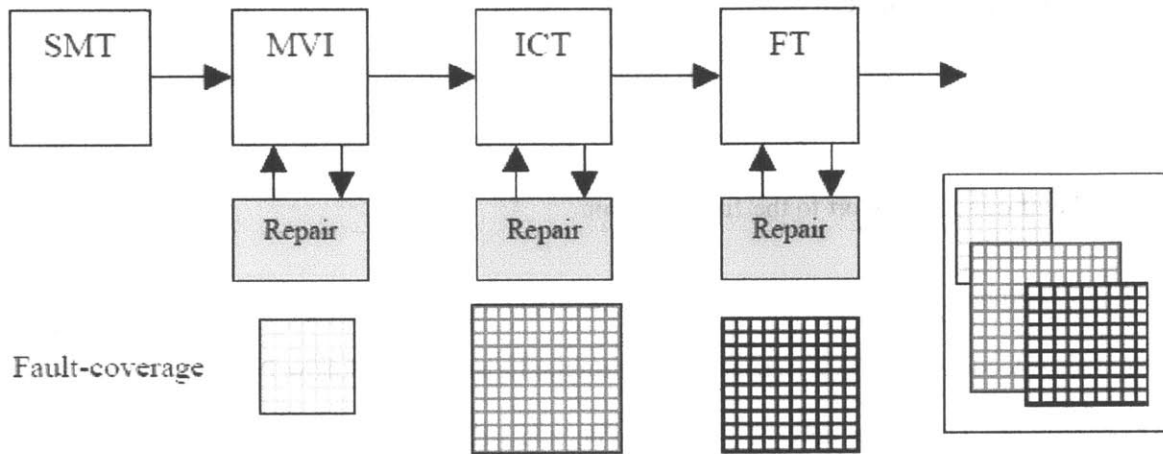 SMT
MVI
ICT
FT
Repair
Repair
Repair
Fault-coverage